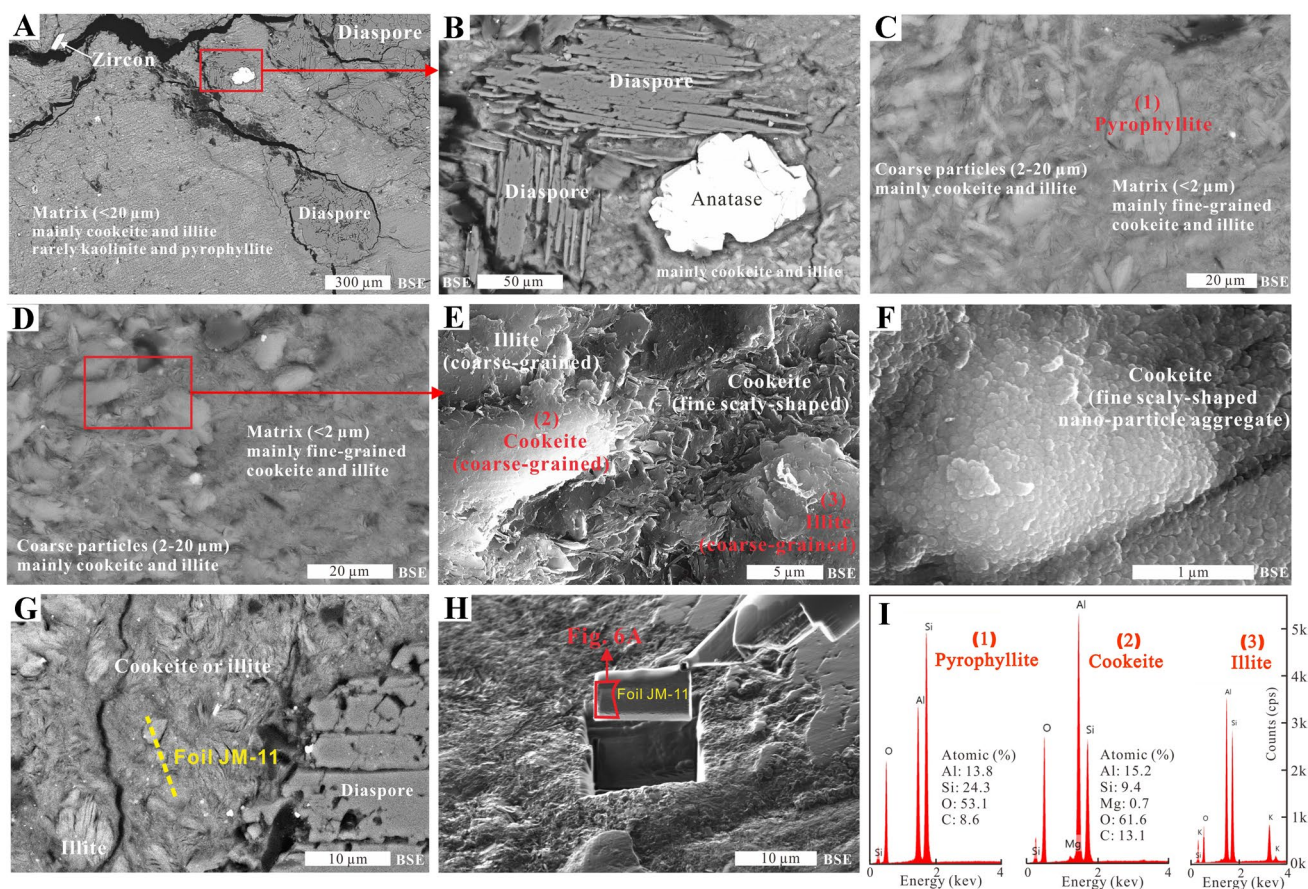 A
Zircon
Diaspore
Diaspore
Matrix (<20 μm)
mainly cookeite and illite
rarely kaolinite and pyrophyllite
300 μm
BSE
B
Diaspore
Diaspore
Anatase
mainly cookeite and illite
BSE
50 μm
BSE
C
(1)
Pyrophyllite
Coarse particles (2-20 μm)
mainly cookeite and illite
Matrix (<2 μm)
mainly fine-grained
cookeite and illite
20 μm
BSE
D
Matrix (<2 μm)
mainly fine-grained
cookeite and illite
Coarse particles (2-20 μm)
mainly cookeite and illite
20 μm
BSE
E
Illite
(coarse-grained)
Cookeite
(fine scaly-shaped)
(2)
Cookeite
(coarse-grained)
(3)
Illite
(coarse-grained)
5 μm
BSE
F
Cookeite
(fine scaly-shaped
nano-particle aggregate)
1 μm
BSE
G
Cookeite or illite
Foil JM-11
Diaspore
Illite
10 μm
BSE
H
Fig. 6A
Foil JM-11
10 μm
BSE
I
Si
(1)
Pyrophyllite
Al
O
Atomic (%)
Al: 13.8
Si: 24.3
O: 53.1
C: 8.6
Si
0
2
4
Energy (kev)
Al
(2)
Cookeite
O
Si
Atomic (%)
Al: 15.2
Si: 9.4
Mg: 0.7
O: 61.6
C: 13.1
Si
Mg
0
2
4
Energy (kev)
(3)
Illite
Al
Si
K
O
Si
K
K
0
2
4
Energy (kev)
5k
4k
3k
2k
1k
0k
Counts (cps)